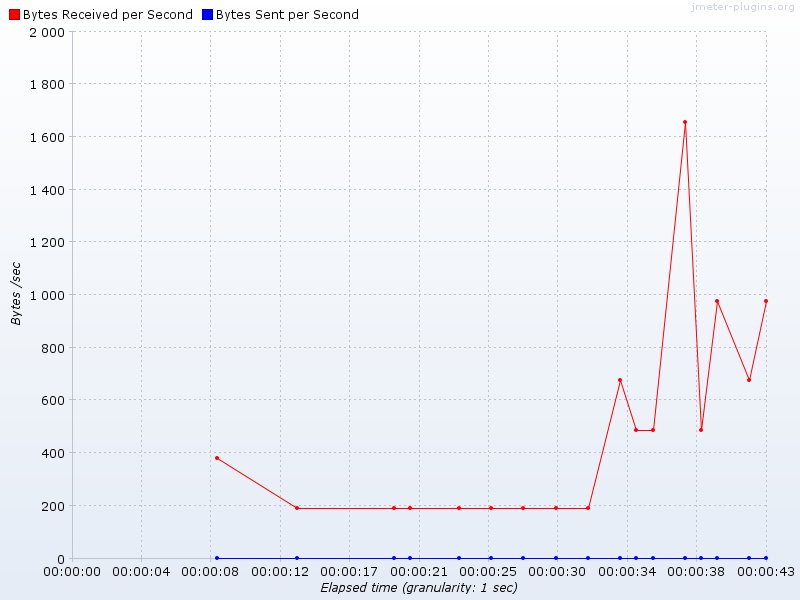 jmeter-plugins.org
Bytes Received per Second Bytes Sent per Second
2 000
1 800
1 600
1 400
1 200
1 000
800
600
400
200
0
Bytes /sec
00:00:00 00:00:04 00:00:08 00:00:12 00:00:17 00:00:21 00:00:25 00:00:30 00:00:34 00:00:38 00:00:43
Elapsed time (granularity: 1 sec)